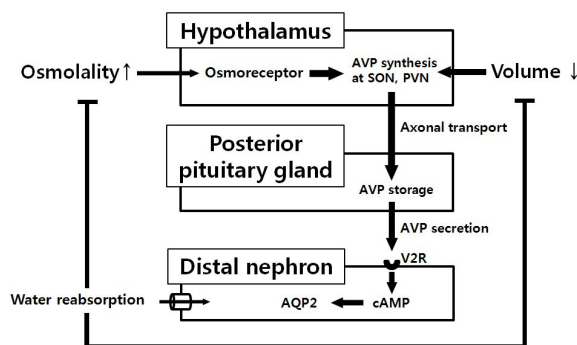 Hypothalamus
Osmolality ↑
Osmoreceptor
AVP synthesis
at SON, PVN
Volume ↓
Axonal transport
Posterior
pituitary gland
AVP storage
AVP secretion
Distal nephron
V2R
Water reabsorption
AQP2
cAMP